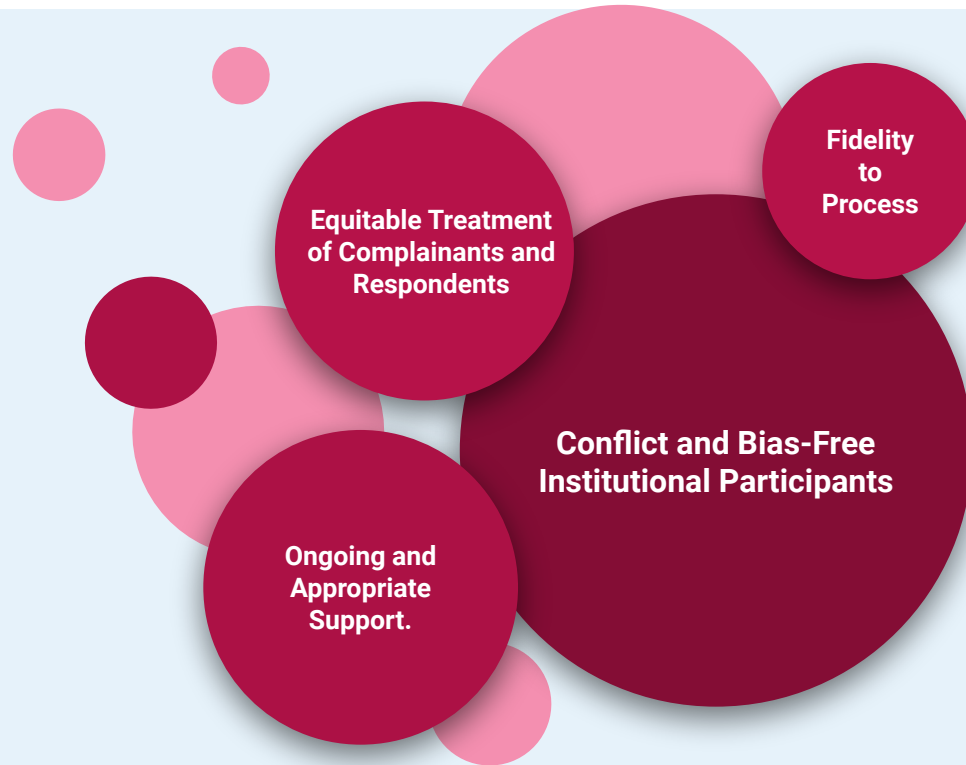 Fidelity
to
Process
Equitable Treatment
of Complainants and
Respondents
Conflict and Bias-Free
Institutional Participants
Ongoing and
Appropriate
Support.